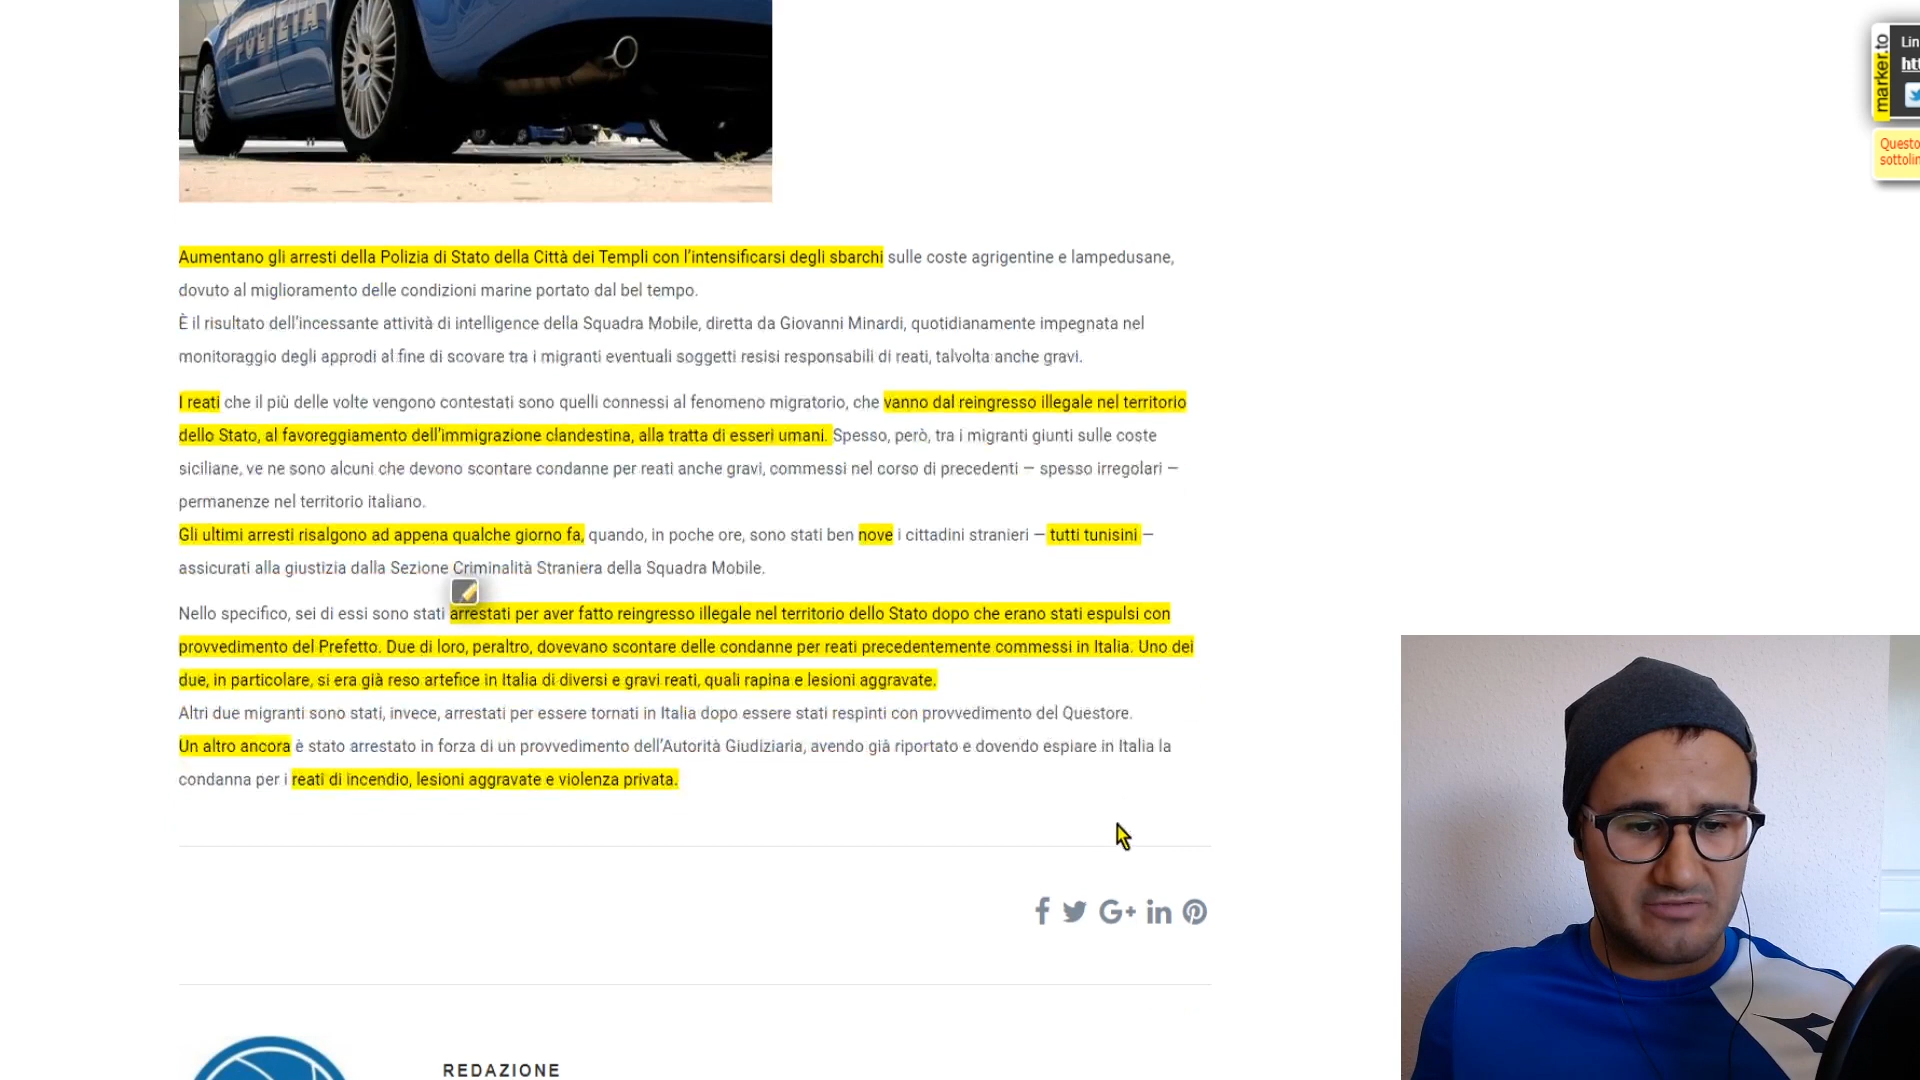 POLIZIA
marker.to
Lin
htt
Questo
sottolin
Aumentano gli arresti della Polizia di Stato della Città dei Templi con l'intensificarsi degli sbarchi sulle coste agrigentine e lampedusane,
dovuto al miglioramento delle condizioni marine portato dal bel tempo.
È il risultato dell'incessante attività di intelligence della Squadra Mobile, diretta da Giovanni Minardi, quotidianamente impegnata nel
monitoraggio degli approdi al fine di scovare tra i migranti eventuali soggetti resisi responsabili di reati, talvolta anche gravi.
I reati che il più delle volte vengono contestati sono quelli connessi al fenomeno migratorio, che vanno dal reingresso illegale nel territorio
dello Stato, al favoreggiamento dell'immigrazione clandestina, alla tratta di esseri umani. Spesso, però, tra i migranti giunti sulle coste
siciliane, ve ne sono alcuni che devono scontare condanne per reati anche gravi, commessi nel corso di precedenti — spesso irregolari —
permanenze nel territorio italiano.
Gli ultimi arresti risalgono ad appena qualche giorno fa, quando, in poche ore, sono stati ben nove i cittadini stranieri — tutti tunisini —
assicurati alla giustizia dalla Sezione Criminalità Straniera della Squadra Mobile.
Nello specifico, sei di essi sono stati arrestati per aver fatto reingresso illegale nel territorio dello Stato dopo che erano stati espulsi con
provvedimento del Prefetto. Due di loro, peraltro, dovevano scontare delle condanne per reati precedentemente commessi in Italia. Uno dei
due, in particolare, si era già reso artefice in Italia di diversi e gravi reati, quali rapina e lesioni aggravate.
Altri due migranti sono stati, invece, arrestati per essere tornati in Italia dopo essere stati respinti con provvedimento del Questore.
Un altro ancora è stato arrestato in forza di un provvedimento dell'Autorità Giudiziaria, avendo già riportato e dovendo espiare in Italia la
condanna per i reati di incendio, lesioni aggravate e violenza privata.
REDAZIONE